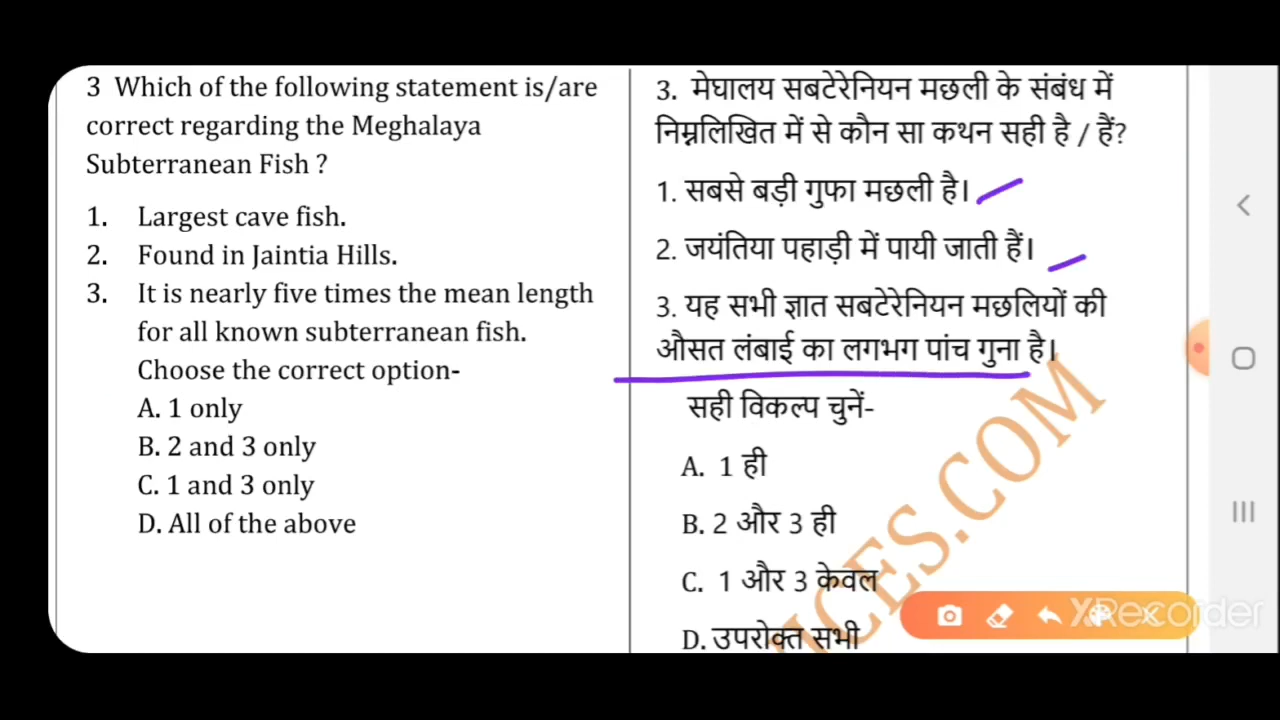 3 Which of the following statement is/are
correct regarding the Meghalaya
Subterranean Fish ?
1. Largest cave fish.
2. Found in Jaintia Hills.
3. It is nearly five times the mean length
for all known subterranean fish.
Choose the correct option-
A. 1 only
B. 2 and 3 only
C. 1 and 3 only
D. All of the above
3. मेघालय सबटेरेनियन मछली के संबंध में
निम्नलिखित में से कौन सा कथन सही है / हैं?
1. सबसे बड़ी गुफा मछली है।
2. जयंतिया पहाड़ी में पायी जाती हैं।
3. यह सभी ज्ञात सबटेरेनियन मछलियों की
औसत लंबाई का लगभग पांच गुना है।
सही विकल्प चुनें-
A. 1 ही
B. 2 और 3 ही
C. 1 और 3 केवल
D. उपरोक्त सभी
ICES.COM
XRecorder